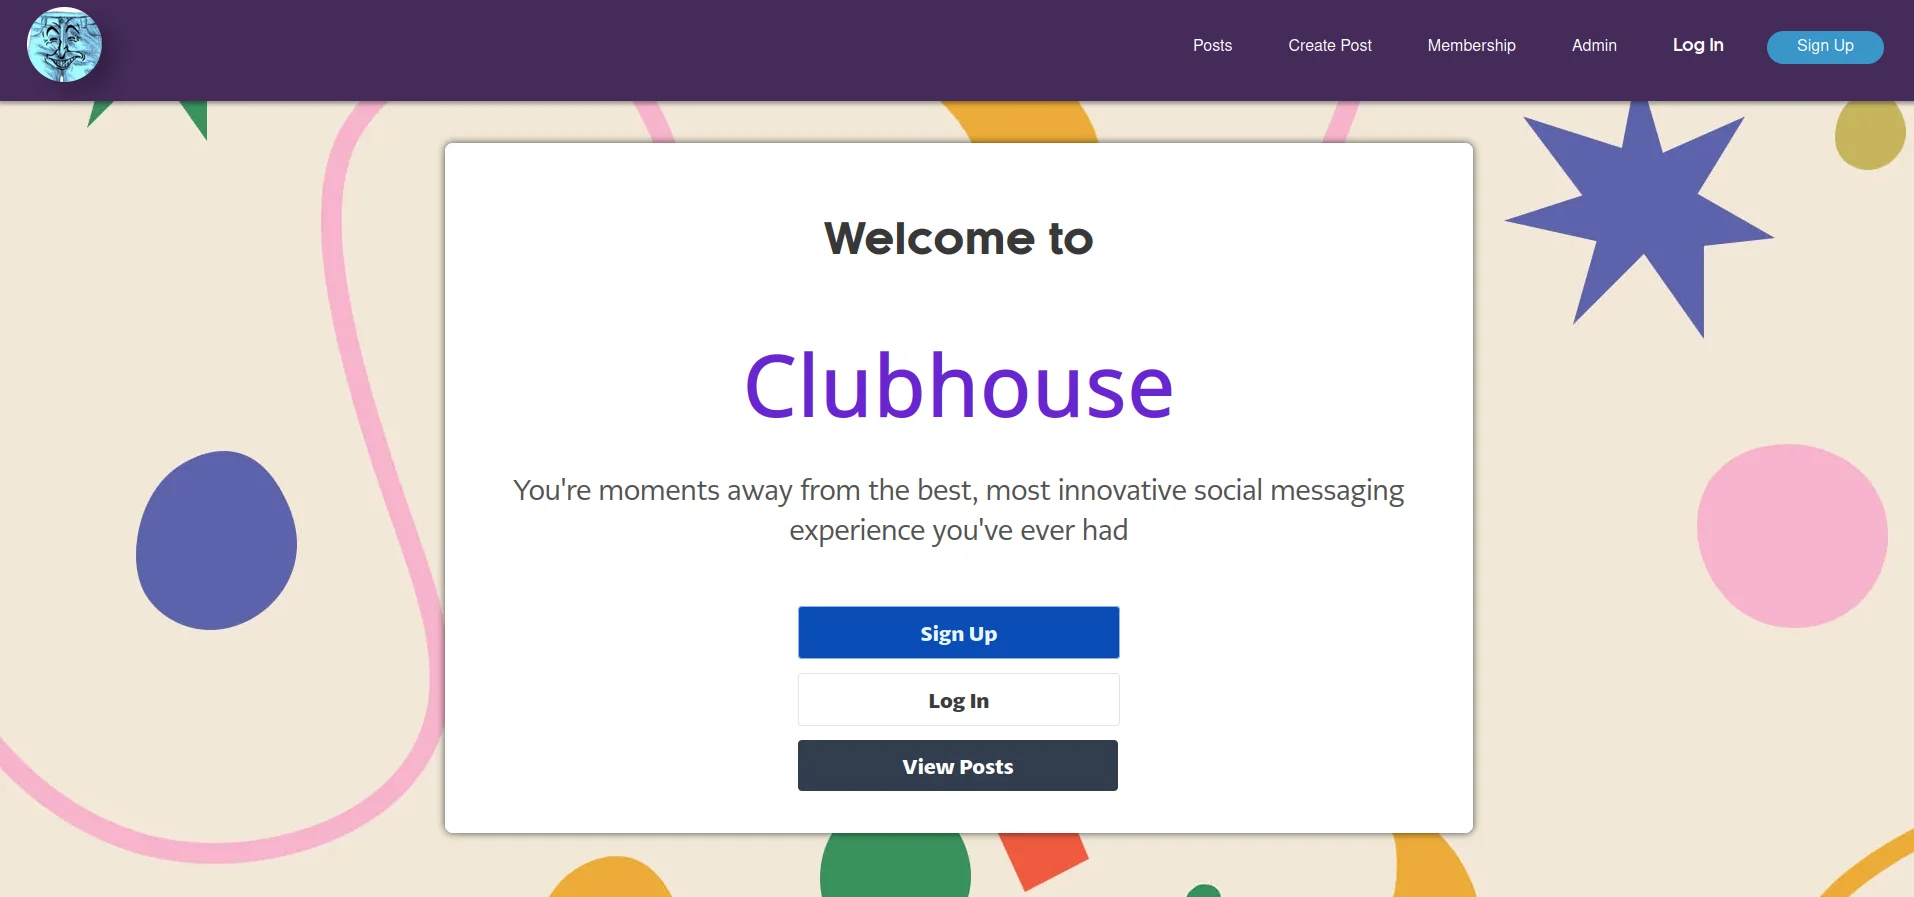 Posts Create Post Membership Admin Log In Sign Up
Welcome to
Clubhouse
You're moments away from the best, most innovative social messaging
experience you've ever had
Sign Up
Log In
View Posts